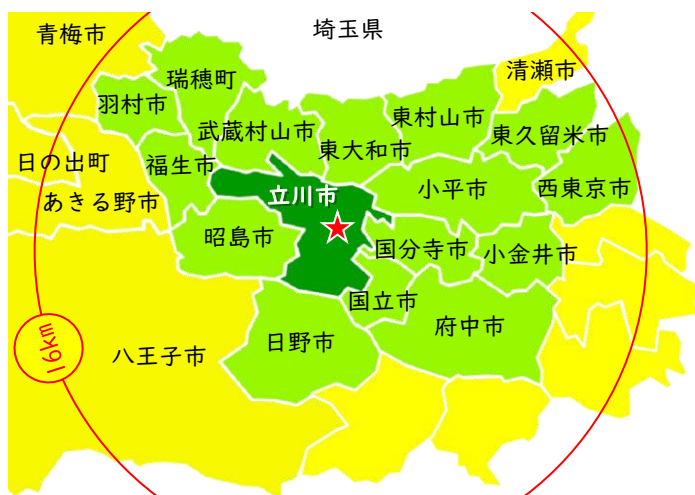 埼玉県
青梅市
清瀬市
瑞穂町
羽村市
東村山市
武蔵村山市
東久留米市
東大和市
日の出町
福生市
小平市
西東京市
立川市
あきる野市
昭島市
国分寺市
小金井市
国立市
府中市
日野市
八王子市
16km